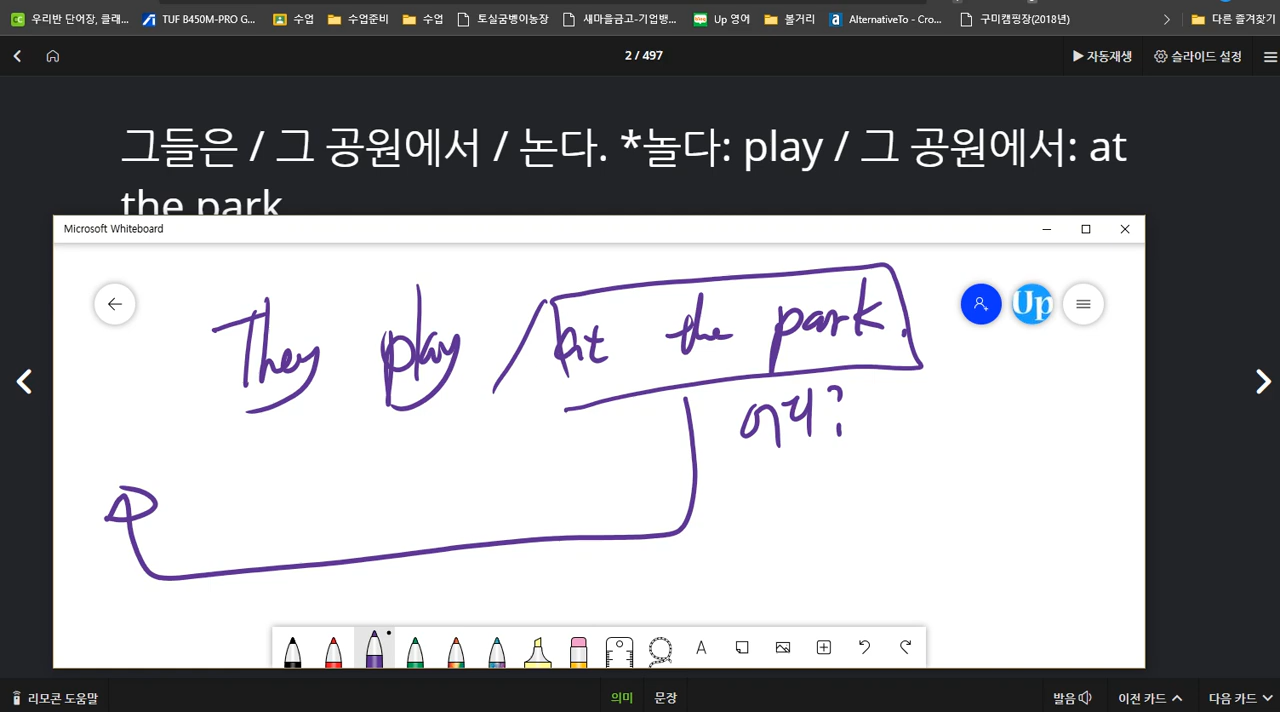 우리반 단어장, 클래... TUF B450M-PRO G... 수업 수업준비 수업 토실굼벵이농장 새마을금고-기업뱅... Up 영어 볼거리 AlternativeTo - Cro... 구미캠핑장(2018년) 다른 즐겨찾기
2 / 497 자동재생 슬라이드 설정
그들은 / 그 공원에서 / 논다. *놀다: play / 그 공원에서: at
the park
Microsoft Whiteboard
Up
They play / at the park.
어디?
리모콘 도움말 의미 문장 발음 이전 카드 다음 카드